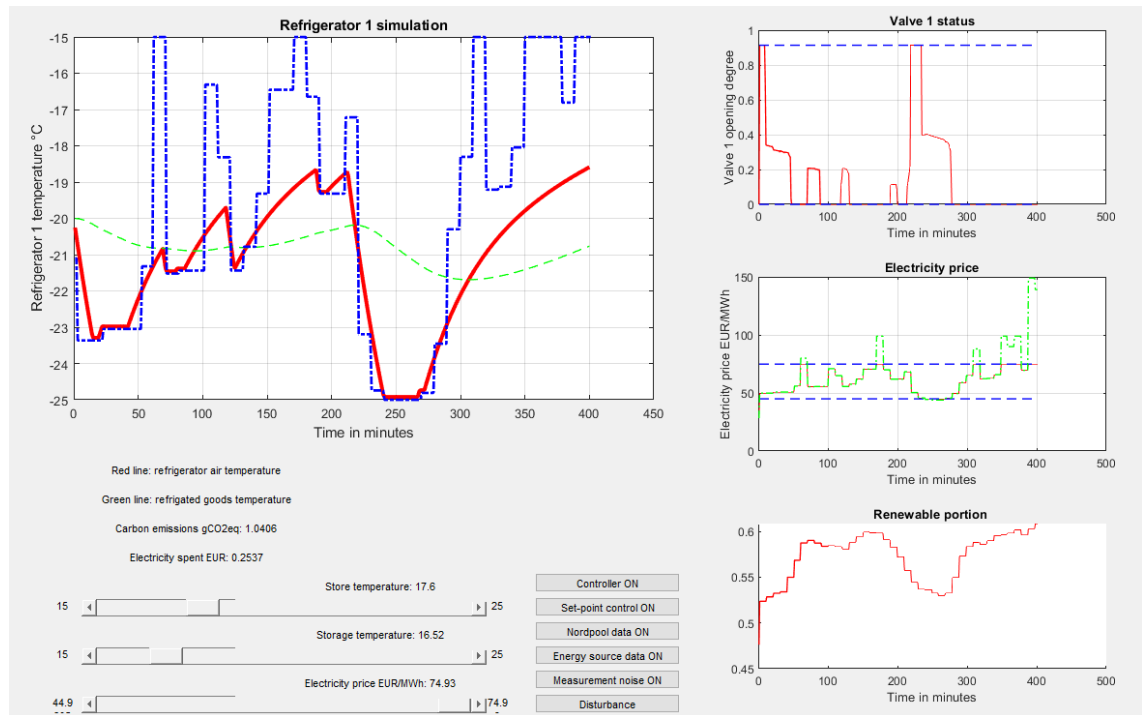 Refrigerator 1 simulation
-15
-16
-17
-18
-19
-20
-21
-22
-23
-24
-25
Refrigerator 1 temperature °C
0 50 100 150 200 250 300 350 400 450
Time in minutes
Valve 1 status
1
0.8
0.6
0.4
0.2
0
Valve 1 opening degree
0 100 200 300 400 500
Time in minutes
Electricity price
150
100
50
0
Electricity price EUR/MWh
0 100 200 300 400 500
Time in minutes
Renewable portion
0.6
0.55
0.5
0.45
0 100 200 300 400 500
Time in minutes
Red line: refrigerator air temperature
Green line: refrigated goods temperature
Carbon emissions gCO2eq: 1.0406
Electricity spent EUR: 0.2537
Store temperature: 17.6
15 25
Storage temperature: 16.52
15 25
Electricity price EUR/MWh: 74.93
44.9 74.9
Controller ON
Set-point control ON
Nordpool data ON
Energy source data ON
Measurement noise ON
Disturbance